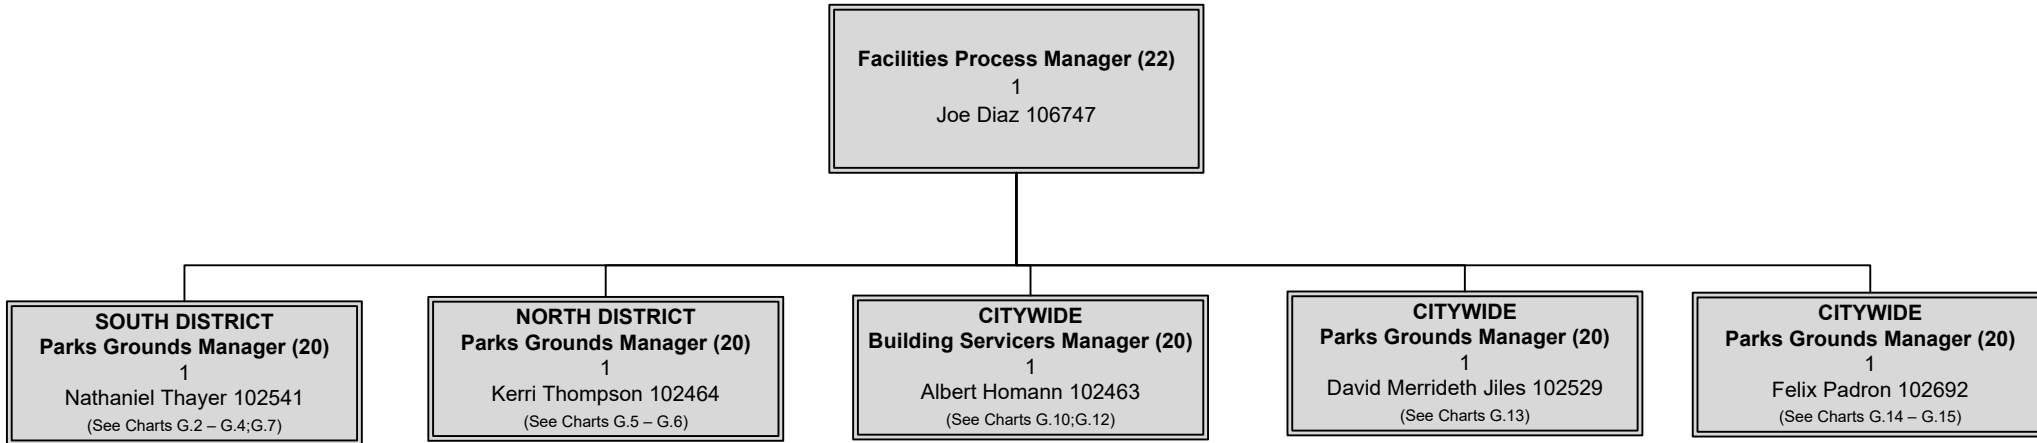 Facilities Process Manager (22)
1
Joe Diaz 106747
SOUTH DISTRICT
Parks Grounds Manager (20)
1
Nathaniel Thayer 102541
(See Charts G.2 – G.4;G.7)
NORTH DISTRICT
Parks Grounds Manager (20)
1
Kerri Thompson 102464
(See Charts G.5 – G.6)
CITYWIDE
Building Servicers Manager (20)
1
Albert Homann 102463
(See Charts G.10;G.12)
CITYWIDE
Parks Grounds Manager (20)
1
David Merrideth Jiles 102529
(See Charts G.13)
CITYWIDE
Parks Grounds Manager (20)
1
Felix Padron 102692
(See Charts G.14 – G.15)